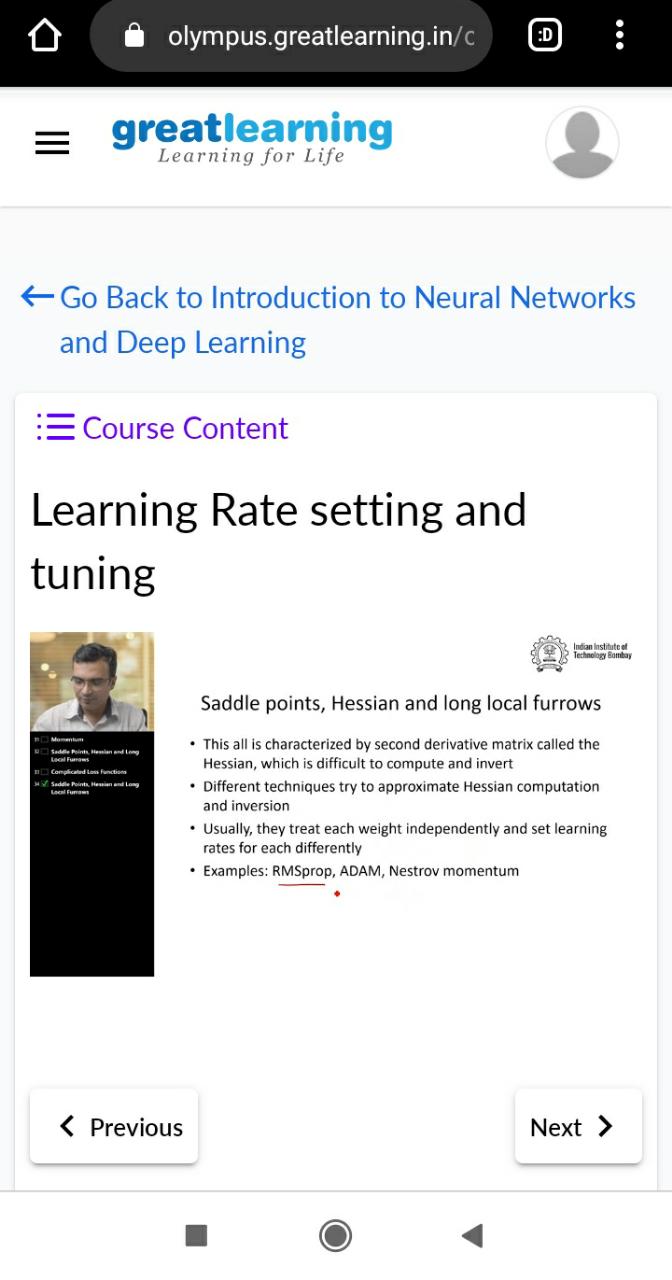 olympus.greatlearning.in/c
:D
greatlearning
Learning for Life
Go Back to Introduction to Neural Networks
and Deep Learning
Course Content
Learning Rate setting and
tuning
Indian Institute of
Technology Bombay
Saddle points, Hessian and long local furrows
31 Momentum
32 Saddle Points, Hessian and Long
Local Furrows
33 Complicated Loss Functions
34 Saddle Points, Hessian and Long
Local Furrows
• This all is characterized by second derivative matrix called the
Hessian, which is difficult to compute and invert
• Different techniques try to approximate Hessian computation
and inversion
• Usually, they treat each weight independently and set learning
rates for each differently
• Examples: RMSprop, ADAM, Nestrov momentum
Previous
Next